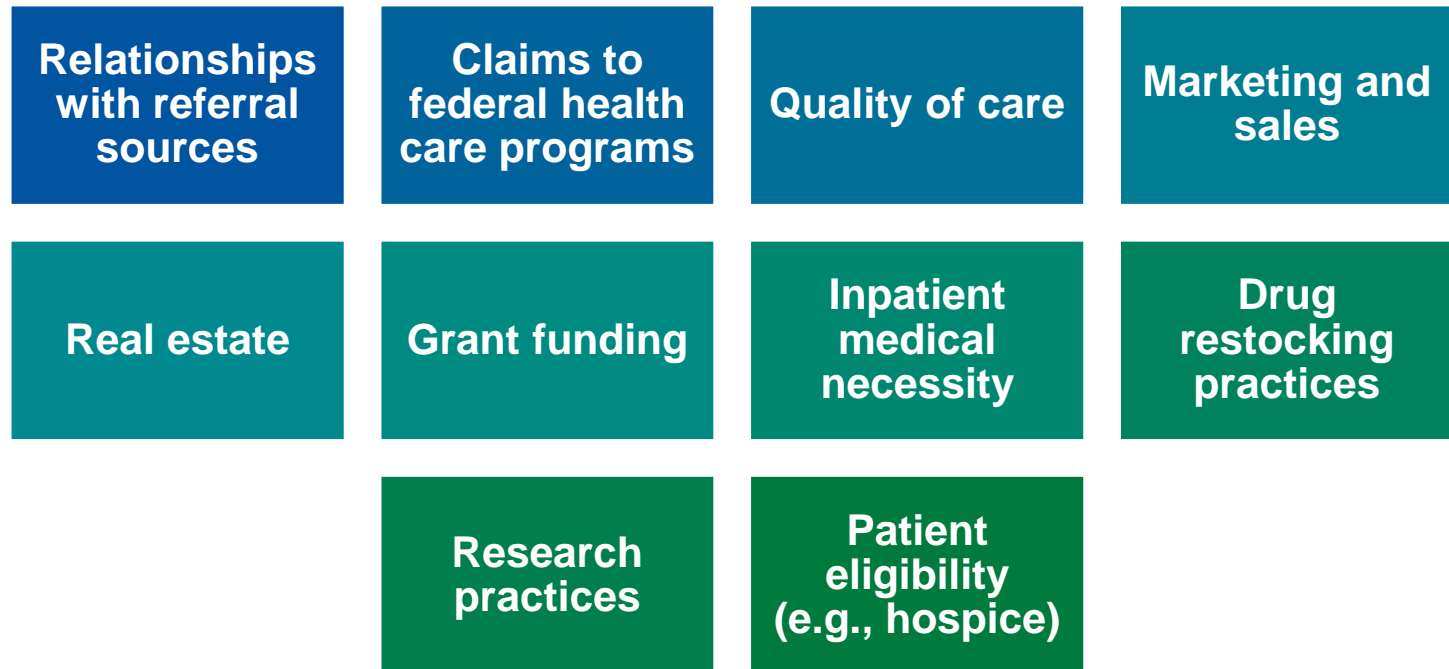 Relationships
with referral
sources
Claims to
federal health
care programs
Quality of care
Marketing and
sales
Real estate
Grant funding
Inpatient
medical
necessity
Drug
restocking
practices
Research
practices
Patient
eligibility
(e.g., hospice)